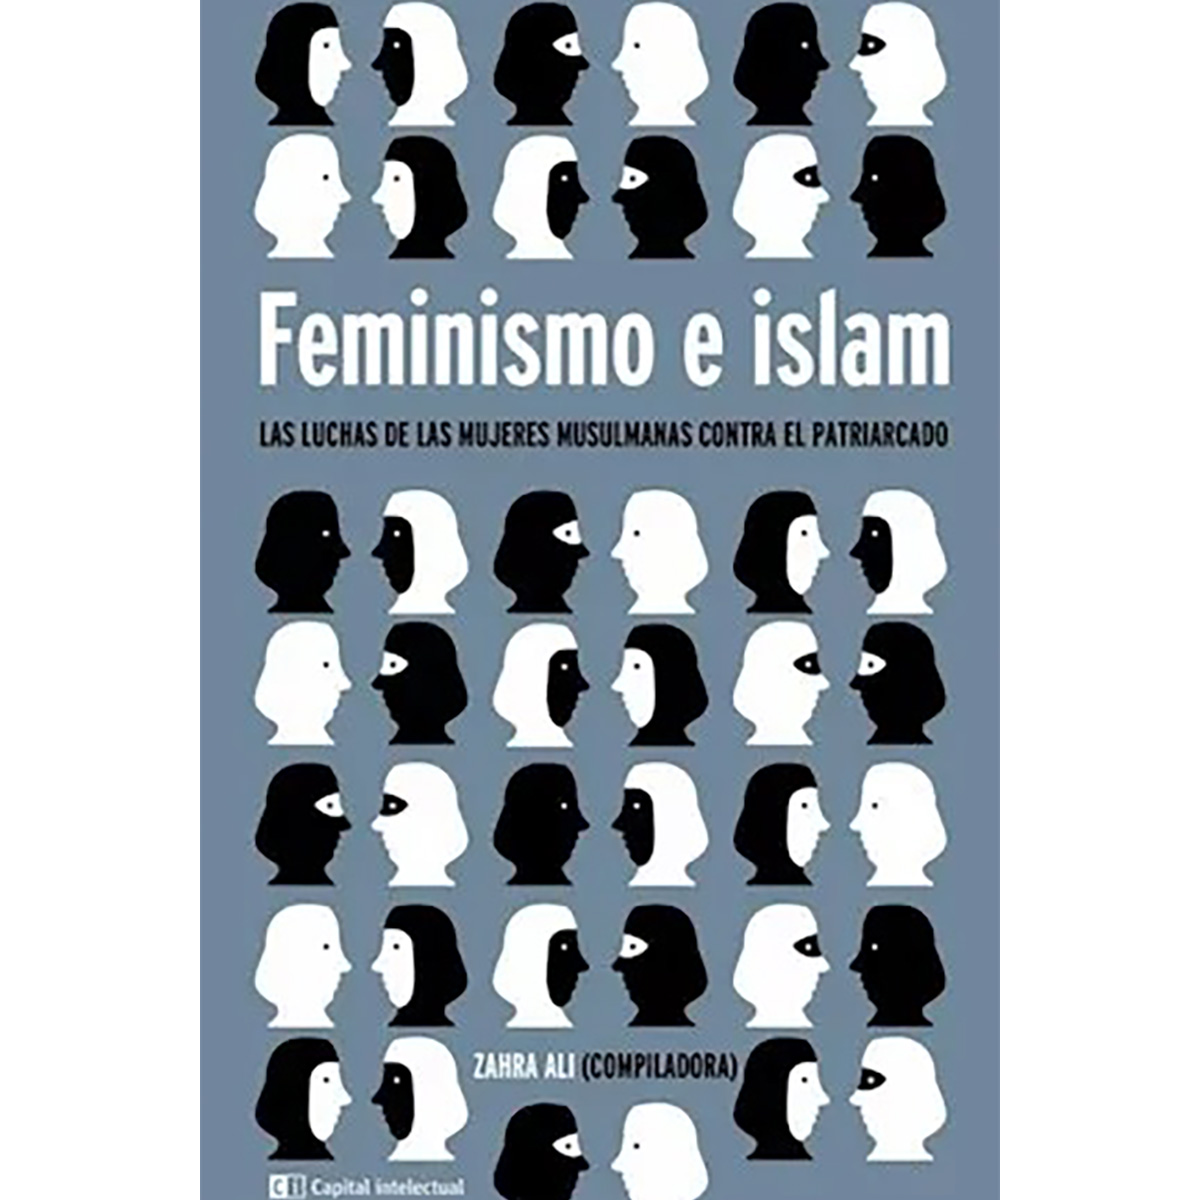 Feminismo e islam
LAS LUCHAS DE LAS MUJERES MUSULMANAS CONTRA EL PATRIARCADO
ZAHRA ALI (COMPILADORA)
Ci Capital intelectual